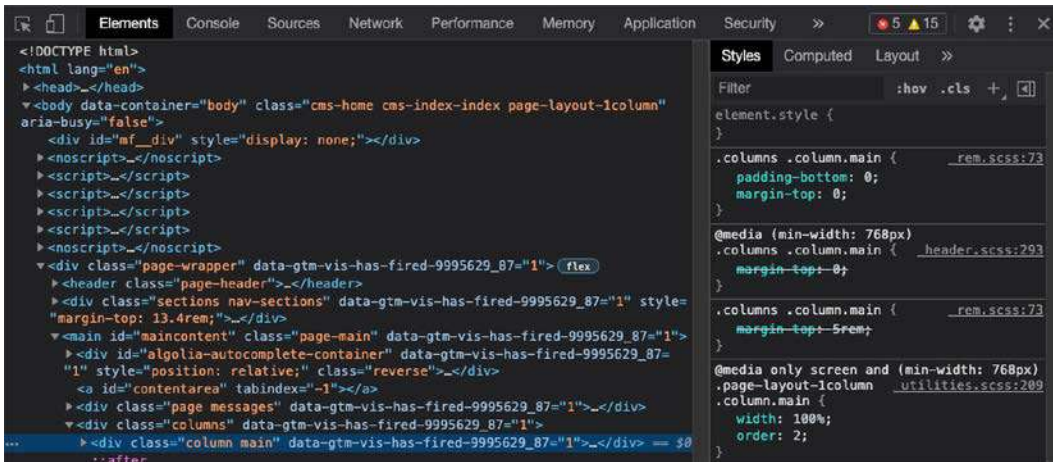 Elements Console Sources Network Performance Memory Application Security » 5 15
<!DOCTYPE html>
<html lang="en">
▶<head>…</head>
▼<body data-container="body" class="cms-home cms-index-index page-layout-1column"
aria-busy="false">
<div id="mf__div" style="display: none;"></div>
▶<noscript>…</noscript>
▶<script>…</script>
▶<script>…</script>
▶<script>…</script>
▶<script>…</script>
▶<noscript>…</noscript>
▼<div class="page-wrapper" data-gtm-vis-has-fired-9995629_87="1"> flex
▶<header class="page-header">…</header>
▶<div class="sections nav-sections" data-gtm-vis-has-fired-9995629_87="1" style=
"margin-top: 13.4rem;">…</div>
▼<main id="maincontent" class="page-main" data-gtm-vis-has-fired-9995629_87="1">
▶<div id="algolia-autocomplete-container" data-gtm-vis-has-fired-9995629_87=
"1" style="position: relative;" class="reverse">…</div>
<a id="contentarea" tabindex="-1"></a>
▶<div class="page messages" data-gtm-vis-has-fired-9995629_87="1">…</div>
▼<div class="columns" data-gtm-vis-has-fired-9995629_87="1">
… ▶<div class="column main" data-gtm-vis-has-fired-9995629_87="1">…</div> == $0
::after
Styles Computed Layout »
Filter :hov .cls +
element.style {
}
.columns .column.main { _rem.scss:73
padding-bottom: 0;
margin-top: 0;
}
@media (min-width: 768px)
.columns .column.main { _header.scss:293
margin-top: 0;
}
.columns .column.main { _rem.scss:73
margin-top: 5rem;
}
@media only screen and (min-width: 768px)
.page-layout-1column _utilities.scss:209
.column.main {
width: 100%;
order: 2;
}